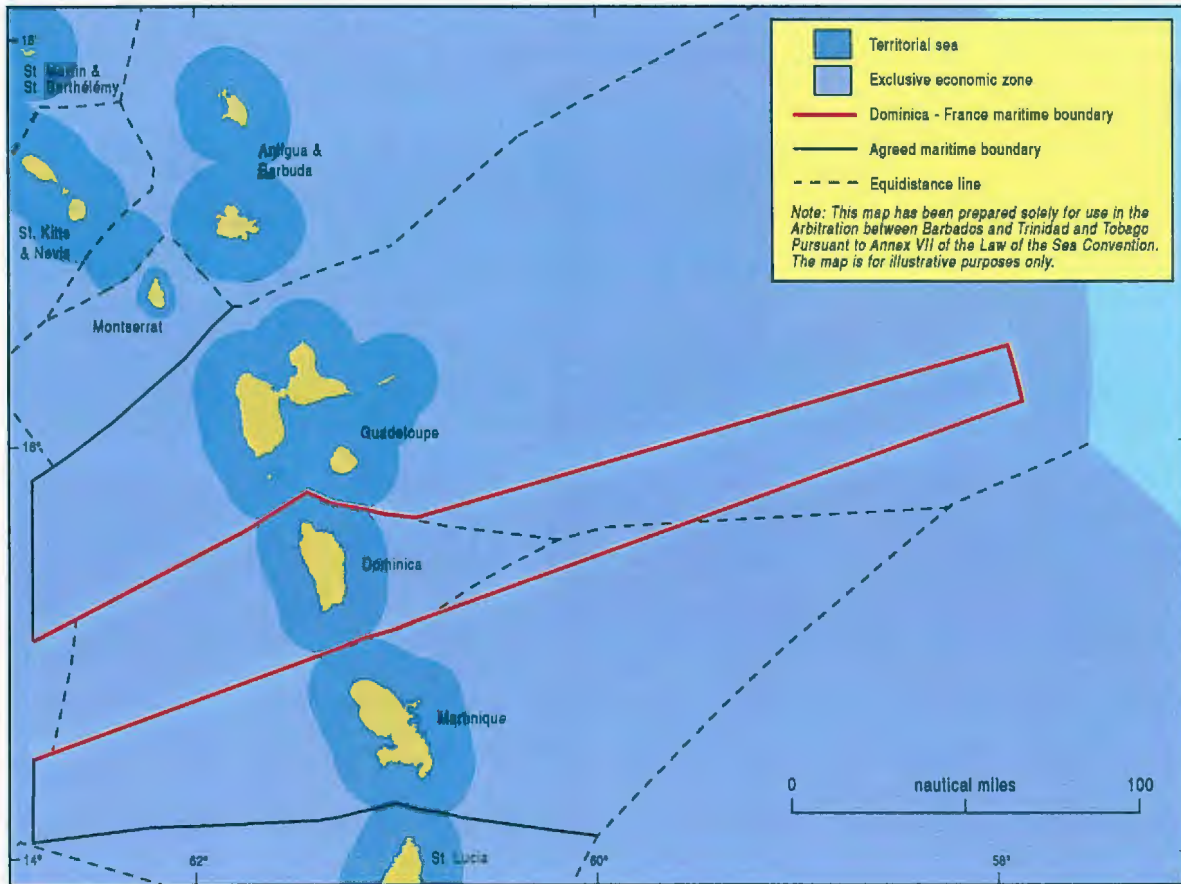 18°
St. Martin &
St. Barthélémy
Antigua &
Barbuda
St. Kitts
& Nevis
Montserrat
16°
Guadeloupe
Dominica
Martinique
St. Lucia
14°
62°
60°
58°
Territorial sea
Exclusive economic zone
Dominica - France maritime boundary
Agreed maritime boundary
Equidistance line
Note: This map has been prepared solely for use in the
Arbitration between Barbados and Trinidad and Tobago
Pursuant to Annex VII of the Law of the Sea Convention.
The map is for illustrative purposes only.
0 nautical miles 100